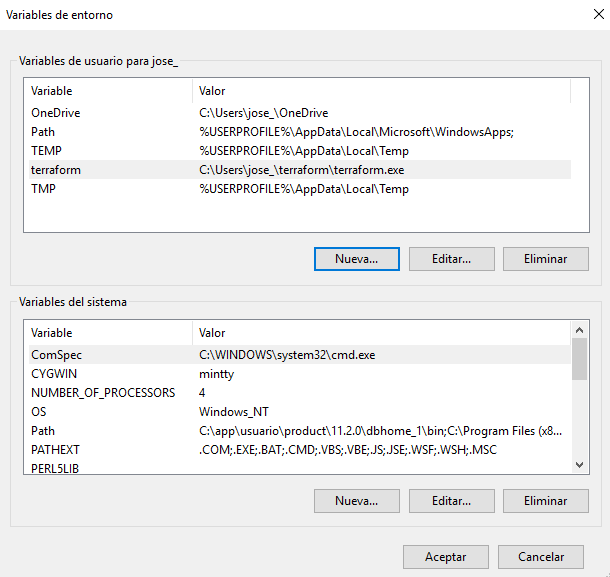 Variables de entorno
Variables de usuario para jose_
Variable Valor
OneDrive C:\Users\jose_\OneDrive
Path %USERPROFILE%\AppData\Local\Microsoft\WindowsApps;
TEMP %USERPROFILE%\AppData\Local\Temp
terraform C:\Users\jose_\terraform\terraform.exe
TMP %USERPROFILE%\AppData\Local\Temp
Nueva... Editar... Eliminar
Variables del sistema
Variable Valor
ComSpec C:\WINDOWS\system32\cmd.exe
CYGWIN mintty
NUMBER_OF_PROCESSORS 4
OS Windows_NT
Path C:\app\usuario\product\11.2.0\dbhome_1\bin;C:\Program Files (x8...
PATHEXT .COM;.EXE;.BAT;.CMD;.VBS;.VBE;.JS;.JSE;.WSF;.WSH;.MSC
PERL5LIB
Nueva... Editar... Eliminar
Aceptar Cancelar